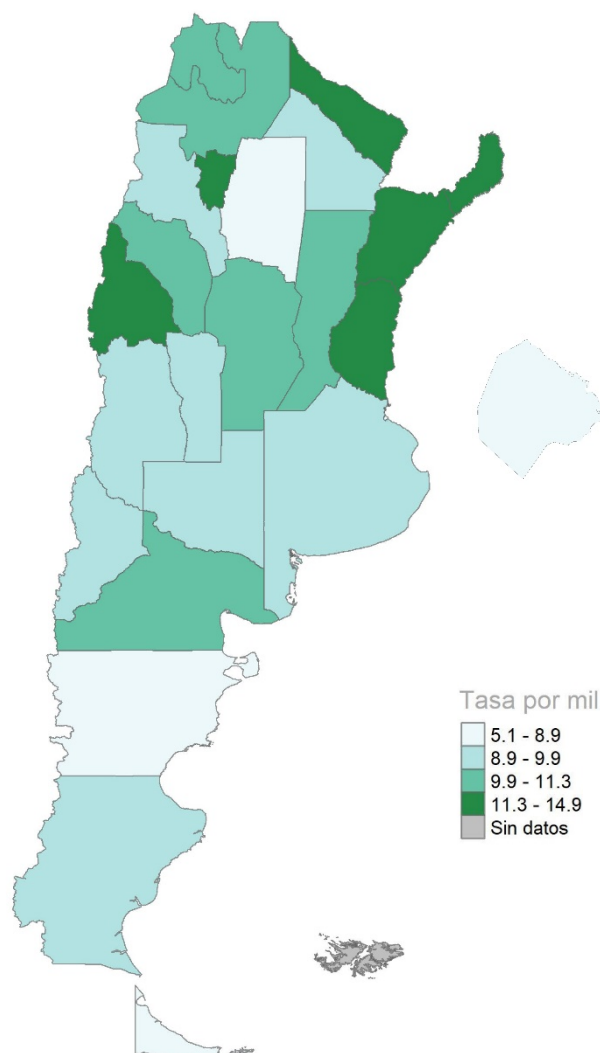 Tasa por mil
5.1 - 8.9
8.9 - 9.9
9.9 - 11.3
11.3 - 14.9
Sin datos